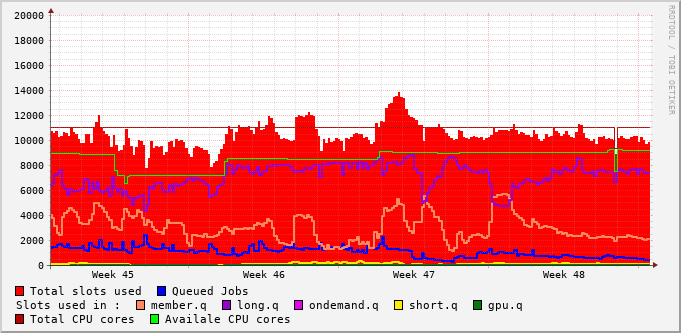 RRDTOOL / TOBI OETIKER
20000
18000
16000
14000
12000
10000
8000
6000
4000
2000
0
Week 45 Week 46 Week 47 Week 48
Total slots used Queued Jobs
Slots used in : member.q long.q ondemand.q short.q gpu.q
Total CPU cores Availale CPU cores